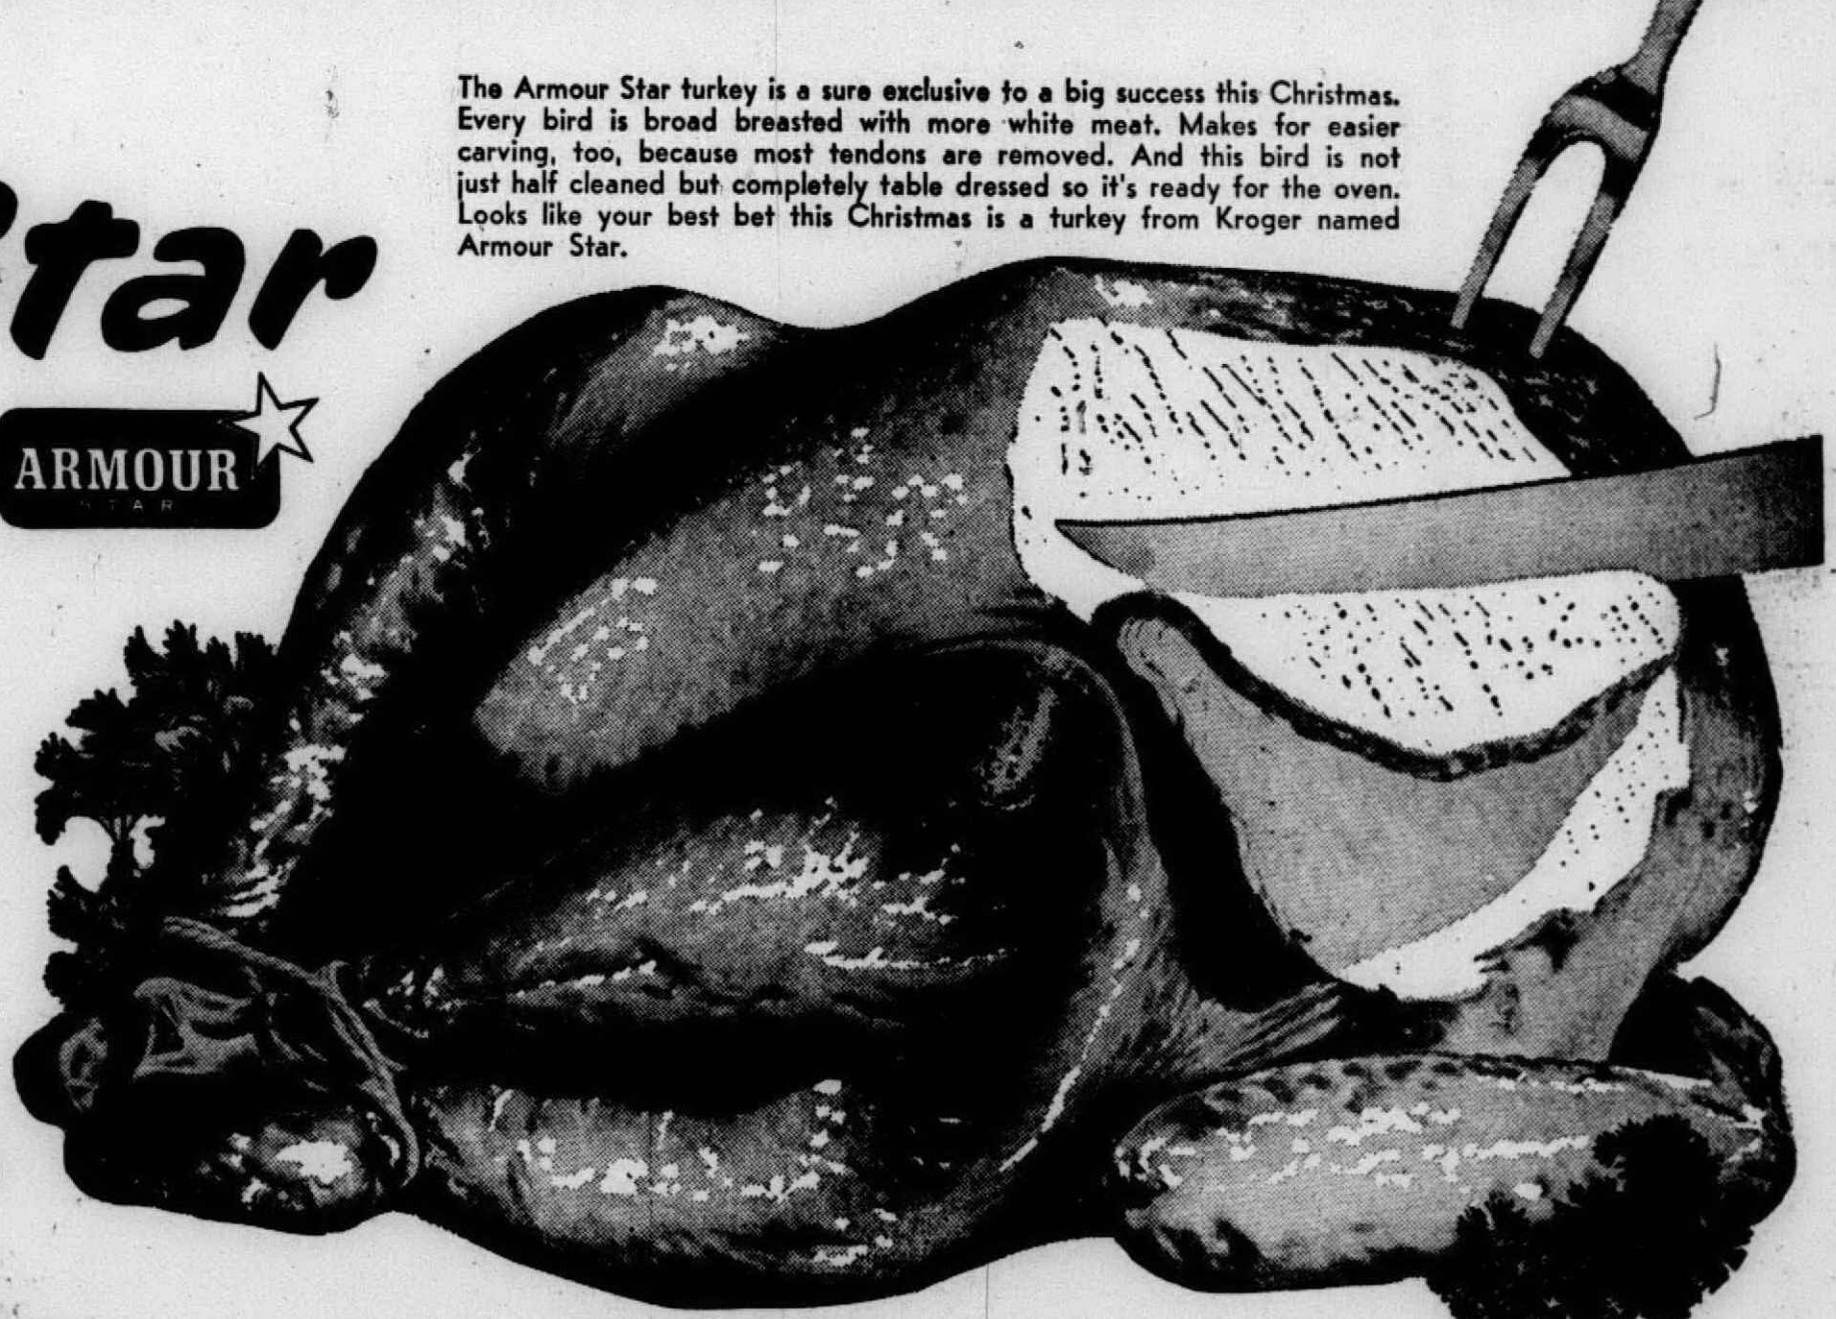 The Armour Star turkey is a sure exclusive to a big success this Christmas.
Every bird is broad breasted with more white meat. Makes for easier
carving, too, because most tendons are removed. And this bird is not
just half cleaned but completely table dressed so it's ready for the oven.
Looks like your best bet this Christmas is a turkey from Kroger named
Armour Star.
Star
ARMOUR
STAR